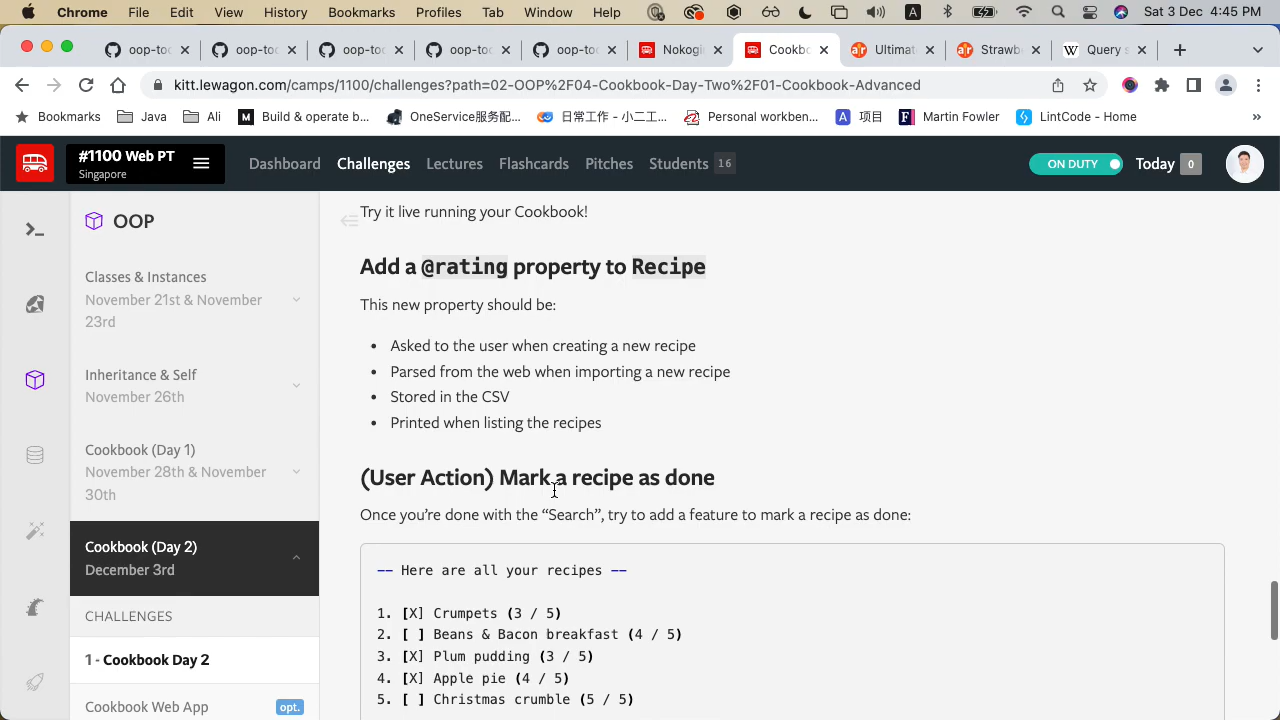 Chrome File Edit View History Bookmarks Profiles Tab Window Help A Sat 3 Dec 4:45 PM
oop-too oop-too oop-too oop-too oop-too Nokogi Cookbo Ultimate Strawb Query s
kitt.lewagon.com/camps/1100/challenges?path=02-OOP%2F04-Cookbook-Day-Two%2F01-Cookbook-Advanced
Bookmarks Java Ali Build & operate b... OneService服务配... 日常工作 - 小二工... Personal workben... A 项目 Martin Fowler LintCode - Home »
#1100 Web PT
Singapore
Dashboard Challenges Lectures Flashcards Pitches Students 16 ON DUTY Today 0
OOP
Classes & Instances
November 21st & November
23rd
Inheritance & Self
November 26th
Cookbook (Day 1)
November 28th & November
30th
Cookbook (Day 2)
December 3rd
CHALLENGES
1 - Cookbook Day 2
Cookbook Web App opt.
Try it live running your Cookbook!
Add a @rating property to Recipe
This new property should be:
• Asked to the user when creating a new recipe
• Parsed from the web when importing a new recipe
• Stored in the CSV
• Printed when listing the recipes
(User Action) Mark a recipe as done
Once you’re done with the “Search”, try to add a feature to mark a recipe as done:
-- Here are all your recipes --
1. [X] Crumpets (3 / 5)
2. [ ] Beans & Bacon breakfast (4 / 5)
3. [X] Plum pudding (3 / 5)
4. [X] Apple pie (4 / 5)
5. [ ] Christmas crumble (5 / 5)